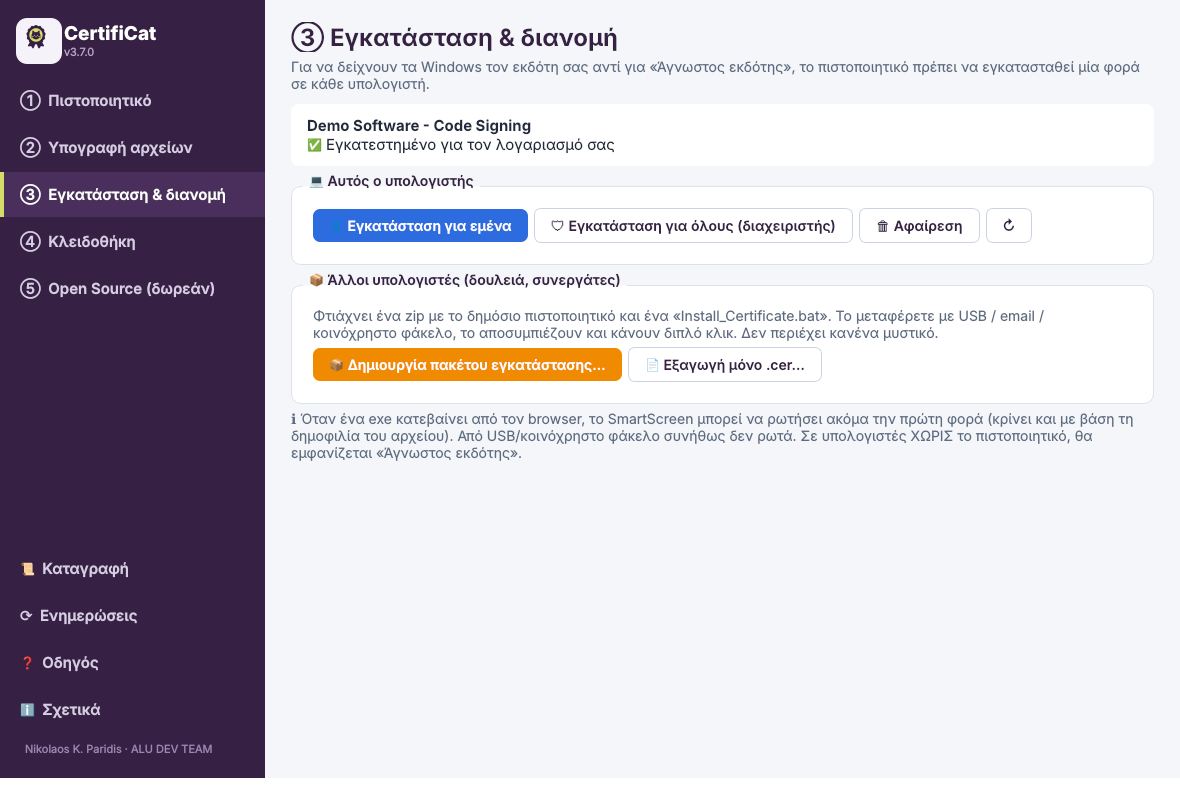 CertifiCat
v3.7.0
① Πιστοποιητικό
② Υπογραφή αρχείων
③ Εγκατάσταση & διανομή
④ Κλειδοθήκη
⑤ Open Source (δωρεάν)
📜 Καταγραφή
⟳ Ενημερώσεις
❓ Οδηγός
ℹ️ Σχετικά
Nikolaos K. Paridis · ALU DEV TEAM
③ Εγκατάσταση & διανομή
Για να δείχνουν τα Windows τον εκδότη σας αντί για «Άγνωστος εκδότης», το πιστοποιητικό πρέπει να εγκατασταθεί μία φορά
σε κάθε υπολογιστή.
Demo Software - Code Signing
✅ Εγκατεστημένο για τον λογαριασμό σας
💻 Αυτός ο υπολογιστής
👤 Εγκατάσταση για εμένα
🛡 Εγκατάσταση για όλους (διαχειριστής)
🗑 Αφαίρεση
↻
📦 Άλλοι υπολογιστές (δουλειά, συνεργάτες)
Φτιάχνει ένα zip με το δημόσιο πιστοποιητικό και ένα «Install_Certificate.bat». Το μεταφέρετε με USB / email /
κοινόχρηστο φάκελο, το αποσυμπιέζουν και κάνουν διπλό κλικ. Δεν περιέχει κανένα μυστικό.
📦 Δημιουργία πακέτου εγκατάστασης...
📄 Εξαγωγή μόνο .cer...
ℹ Όταν ένα exe κατεβαίνει από τον browser, το SmartScreen μπορεί να ρωτήσει ακόμα την πρώτη φορά (κρίνει και με βάση τη
δημοφιλία του αρχείου). Από USB/κοινόχρηστο φάκελο συνήθως δεν ρωτά. Σε υπολογιστές ΧΩΡΙΣ το πιστοποιητικό, θα
εμφανίζεται «Άγνωστος εκδότης».